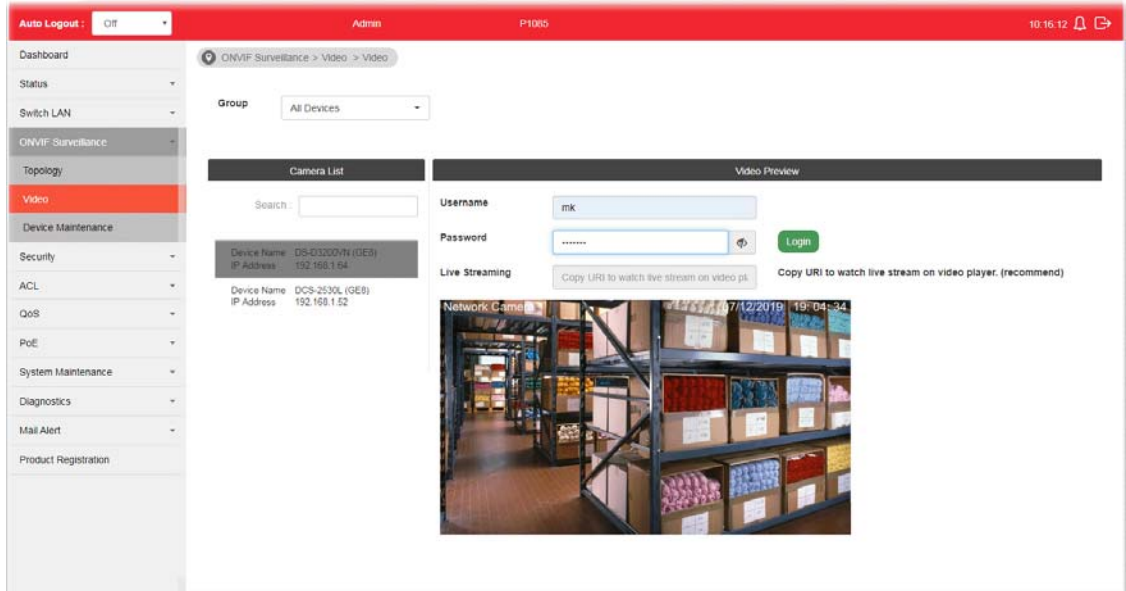 Auto Logout : Off Admin P1085 10:16:12
Dashboard
Status
Switch LAN
ONVIF Surveillance
Topology
Video
Device Maintenance
Security
ACL
QoS
PoE
System Maintenance
Diagnostics
Mail Alert
Product Registration
ONVIF Surveillance > Video > Video
Group All Devices
Camera List
Search :
Device Name DS-D3200VN (GE6)
IP Address 192.168.1.64
Device Name DCS-2530L (GE8)
IP Address 192.168.1.52
Video Preview
Username mk
Password ••••••• Login
Live Streaming Copy URI to watch live stream on video pl Copy URI to watch live stream on video player. (recommend)
Network Camera 07/12/2019 19: 04: 34